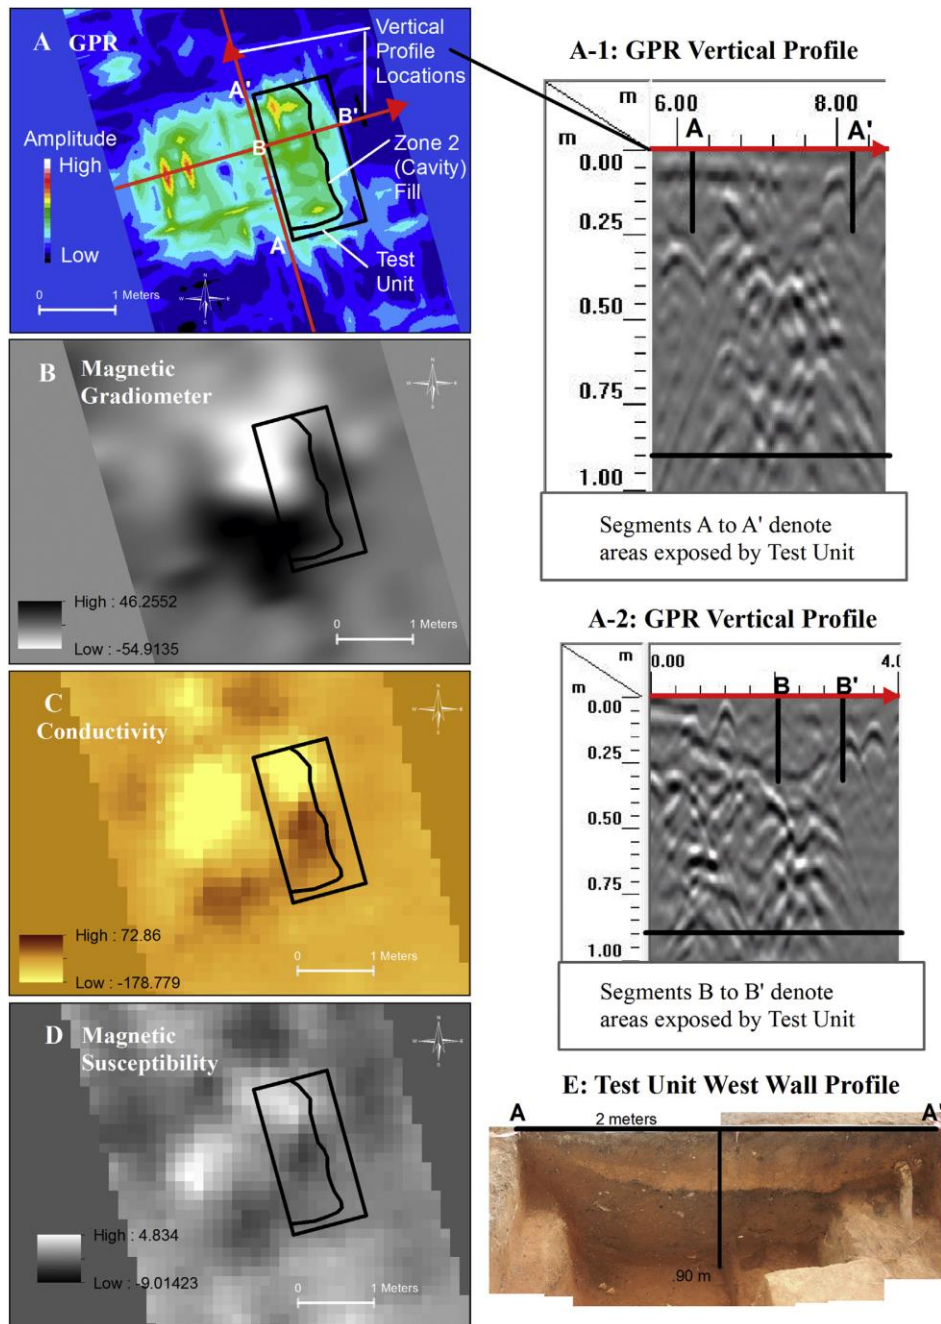 A GPR
Vertical
Profile
Locations
A'
B'
B
A
Amplitude
High
Low
Zone 2
(Cavity)
Fill
Test
Unit
0 1 Meters
B Magnetic
Gradiometer
High : 46.2552
Low : -54.9135
0 1 Meters
C
Conductivity
High : 72.86
Low : -178.779
0 1 Meters
D Magnetic
Susceptibility
High : 4.834
Low : -9.01423
0 1 Meters
A-1: GPR Vertical Profile
m 6.00 8.00
m A A'
0.00
0.25
0.50
0.75
1.00
Segments A to A' denote
areas exposed by Test Unit
A-2: GPR Vertical Profile
m 0.00 4.0
m B B'
0.00
0.25
0.50
0.75
1.00
Segments B to B' denote
areas exposed by Test Unit
E: Test Unit West Wall Profile
A 2 meters A'
.90 m